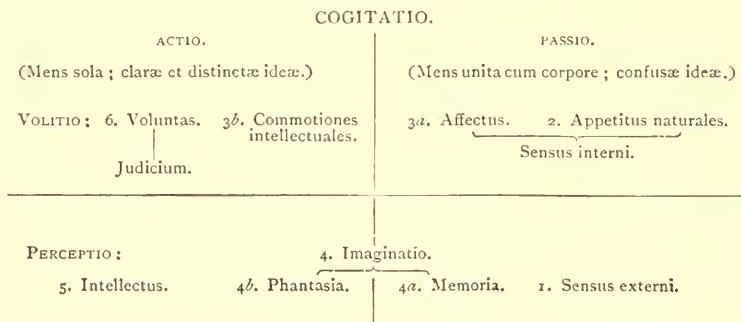 COGITATIO.
ACTIO. PASSIO.
(Mens sola ; claræ et distinctæ ideæ.) (Mens unita cum corpore ; confusæ ideæ.)
VOLITIO : 6. Voluntas. 3b. Commotiones intellectuales. 3a. Affectus. 2. Appetitus naturales.
Judicium. Sensus interni.
PERCEPTIO : 4. Imaginatio.
5. Intellectus. 4b. Phantasia. 4a. Memoria. 1. Sensus externi.